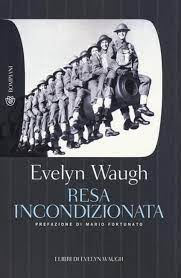 BOMPIANI
Evelyn Waugh
RESA
INCONDIZIONATA
PREFAZIONE DI MARIO FORTUNATO
I LIBRI DI EVELYN WAUGH